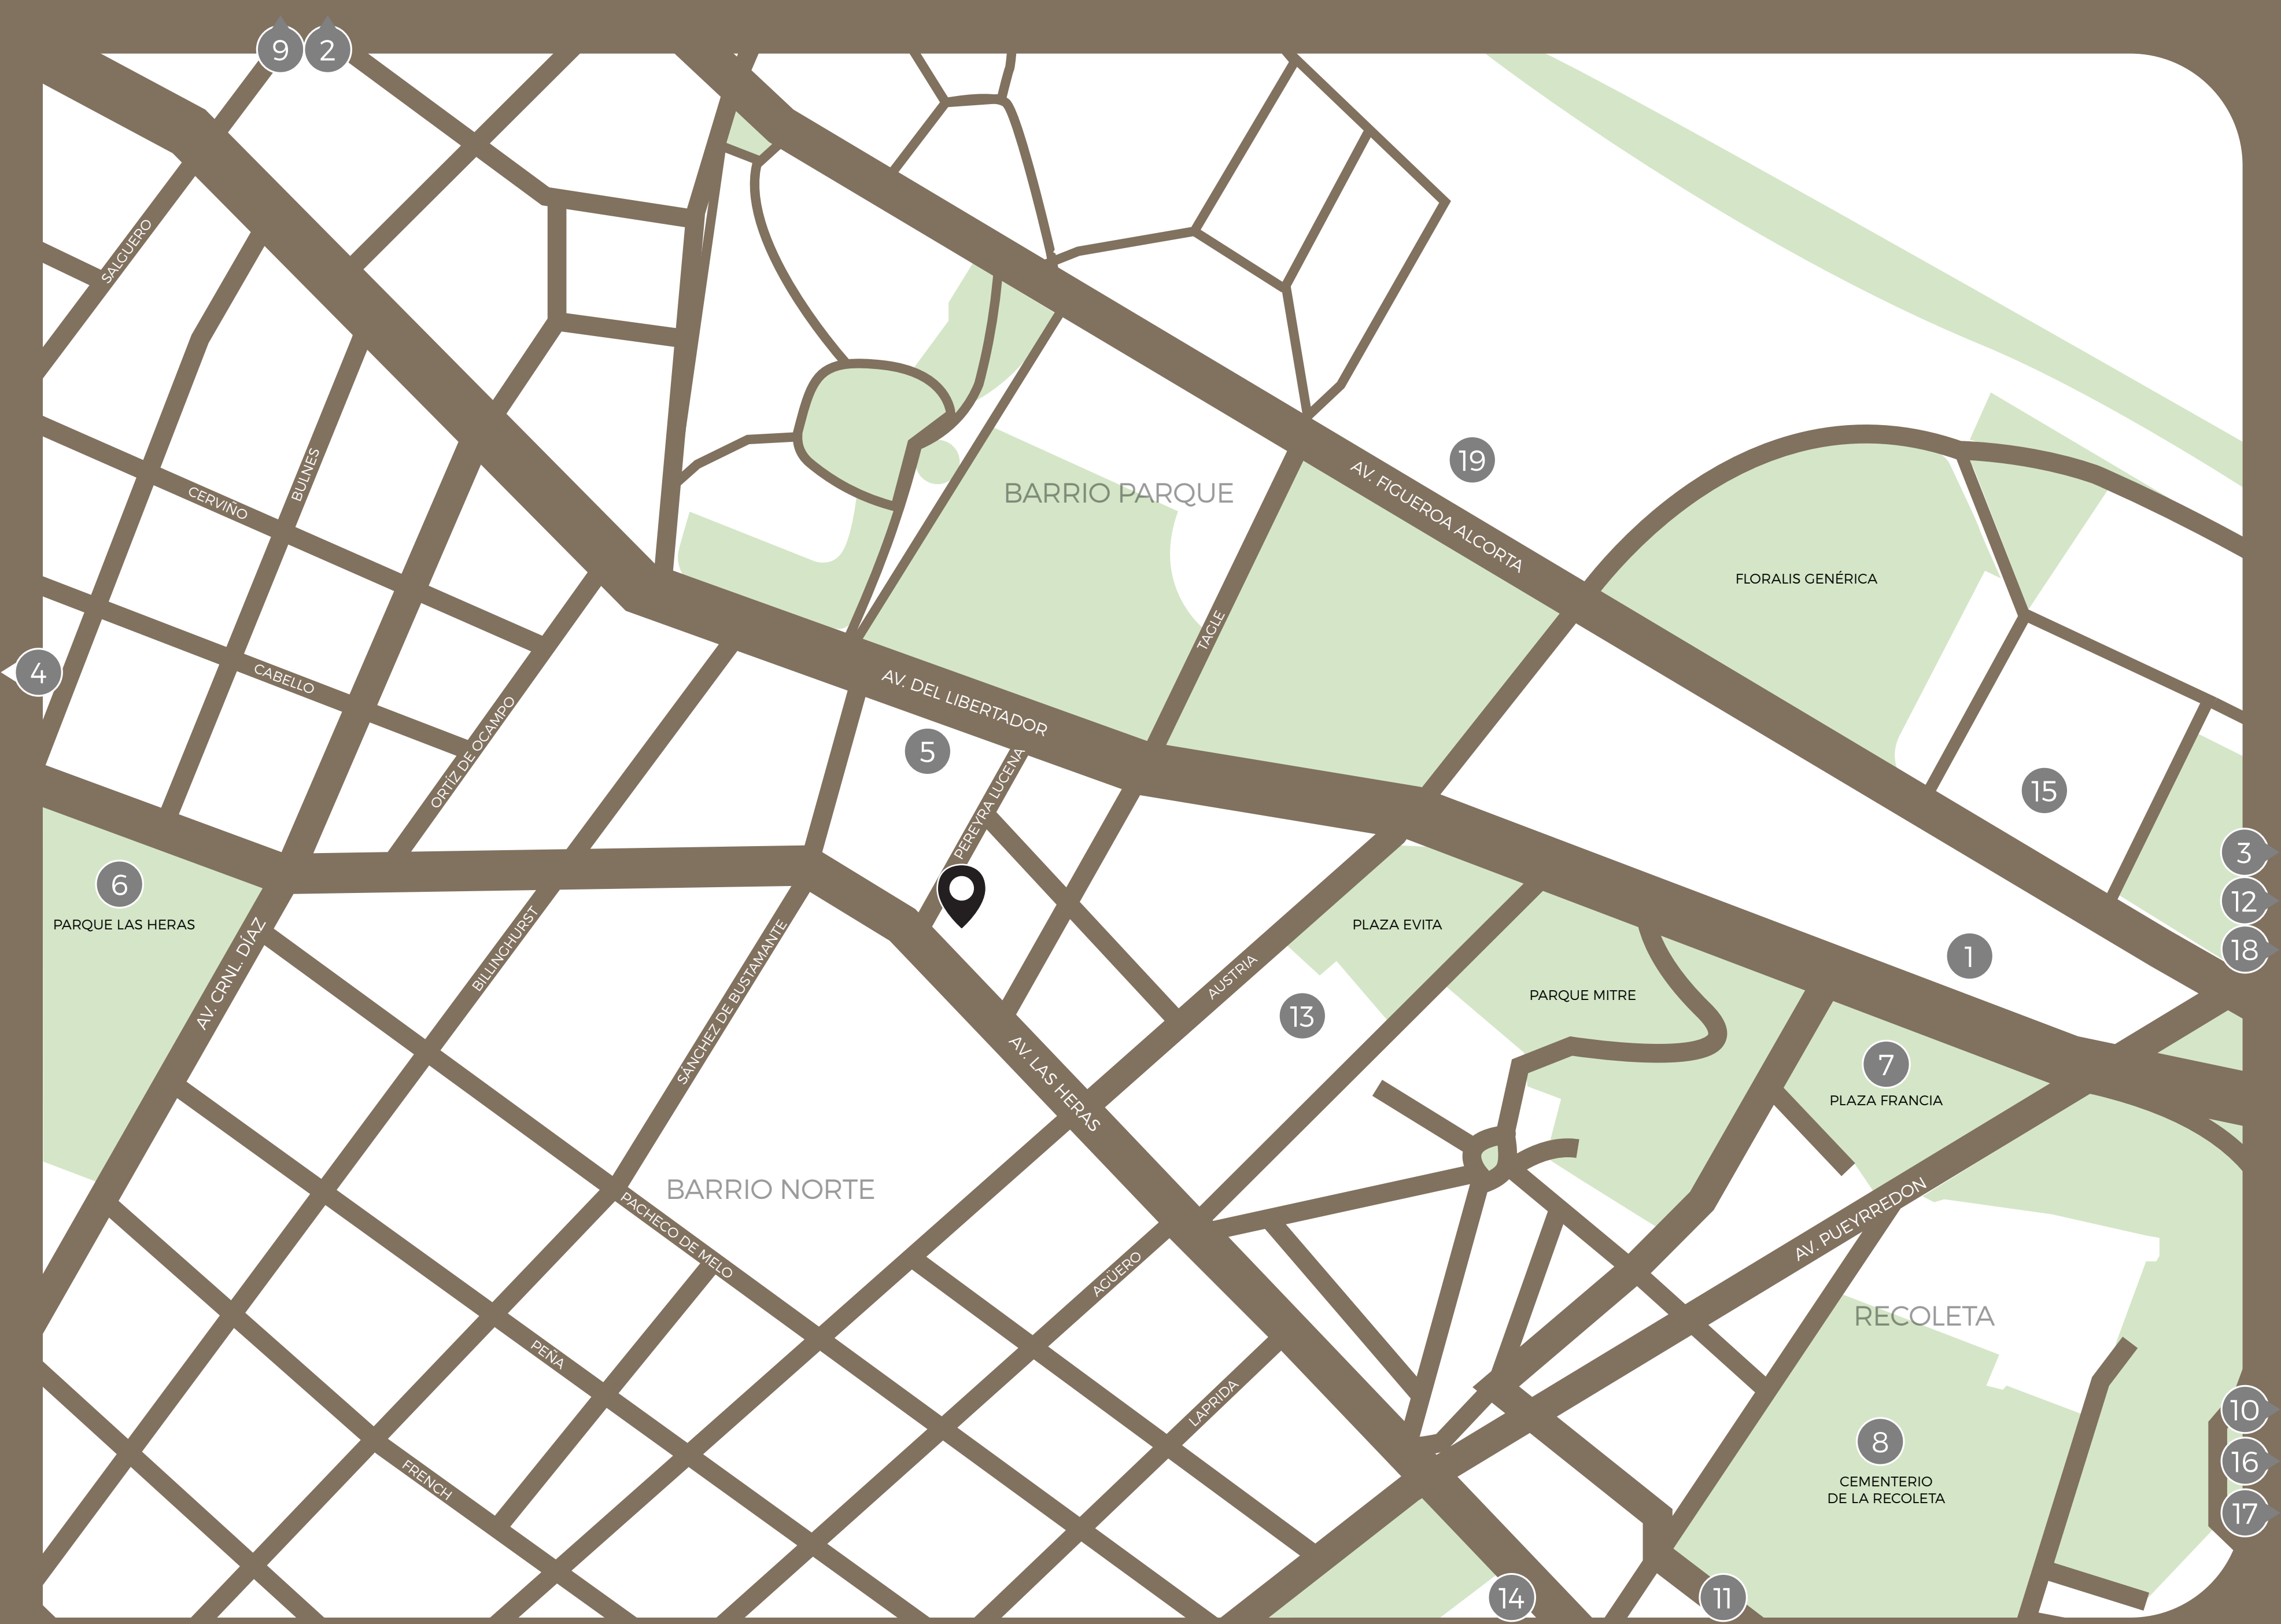 9
2
SALGUERO
BULNES
CERVIÑO
CABELLO
4
ORTÍZ DE OCAMPO
BARRIO PARQUE
AV. FIGUEROA ALCORTA
19
FLORALIS GENÉRICA
TAGLE
AV. DEL LIBERTADOR
5
PEREYRA LUCENA
15
3
12
18
6
PARQUE LAS HERAS
AV. CRNL. DÍAZ
BILLINGHURST
SÁNCHEZ DE BUSTAMANTE
AUSTRIA
PLAZA EVITA
13
PARQUE MITRE
1
7
PLAZA FRANCIA
AV. LAS HERAS
BARRIO NORTE
PACHECO DE MELO
AGÜERO
AV. PUEYRREDON
RECOLETA
PEÑA
LAPRIDA
FRENCH
8
CEMENTERIO
DE LA RECOLETA
10
16
17
14
11